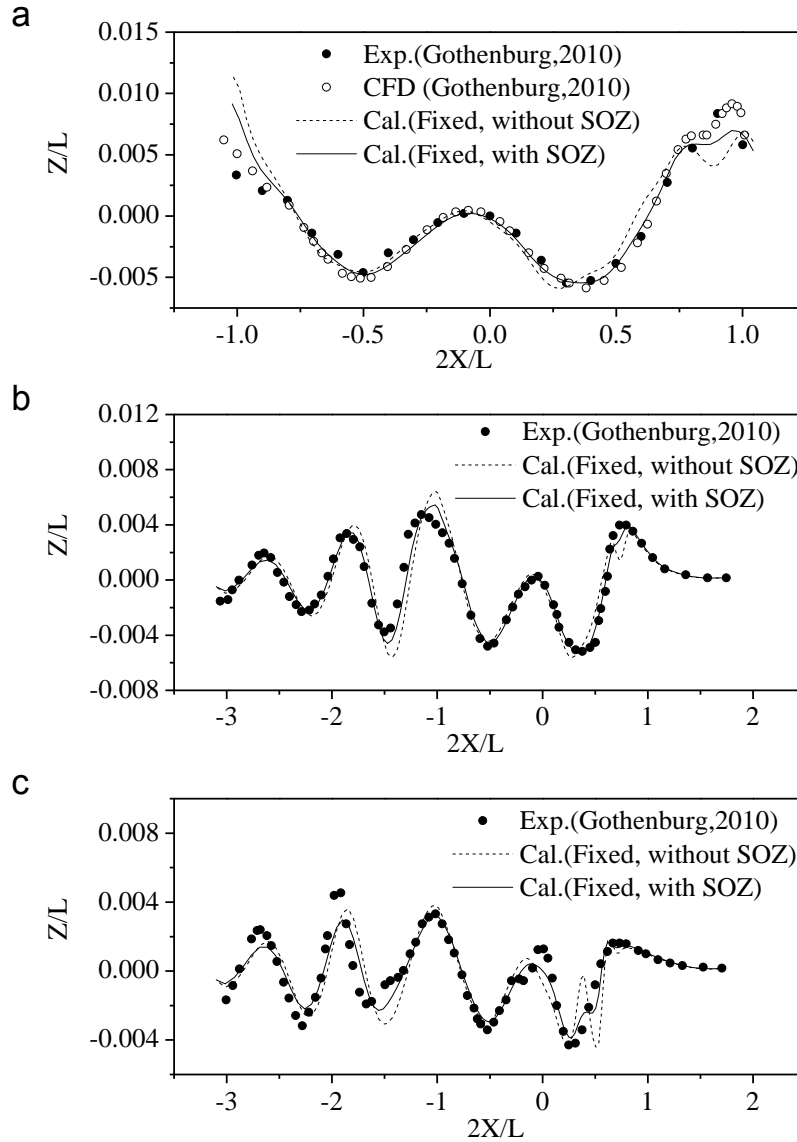 a
0.015
0.010
0.005
0.000
-0.005
Z/L
Exp.(Gothenburg,2010)
CFD (Gothenburg,2010)
Cal.(Fixed, without SOZ)
Cal.(Fixed, with SOZ)
-1.0 -0.5 0.0 0.5 1.0
2X/L
b
0.012
0.008
0.004
0.000
-0.004
-0.008
Z/L
Exp.(Gothenburg,2010)
Cal.(Fixed, without SOZ)
Cal.(Fixed, with SOZ)
-3 -2 -1 0 1 2
2X/L
c
0.008
0.004
0.000
-0.004
Z/L
Exp.(Gothenburg,2010)
Cal.(Fixed, without SOZ)
Cal.(Fixed, with SOZ)
-3 -2 -1 0 1 2
2X/L